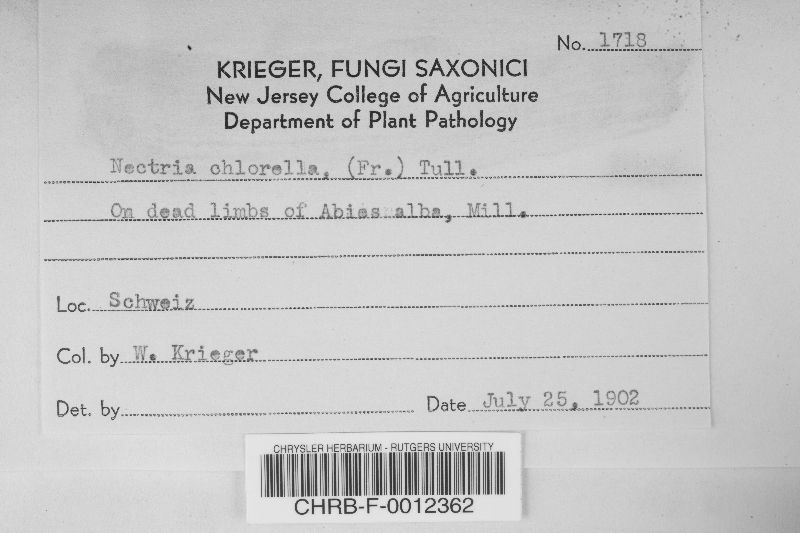 No. 1718
KRIEGER, FUNGI SAXONICI
New Jersey College of Agriculture
Department of Plant Pathology
Nectria chlorella, (Fr.) Tull.
On dead limbs of Abies alba, Mill.
Loc. Schweiz
Col. by W. Krieger
Det. by
Date July 25, 1902
CHRYSLER HERBARIUM - RUTGERS UNIVERSITY
CHRB-F-0012362